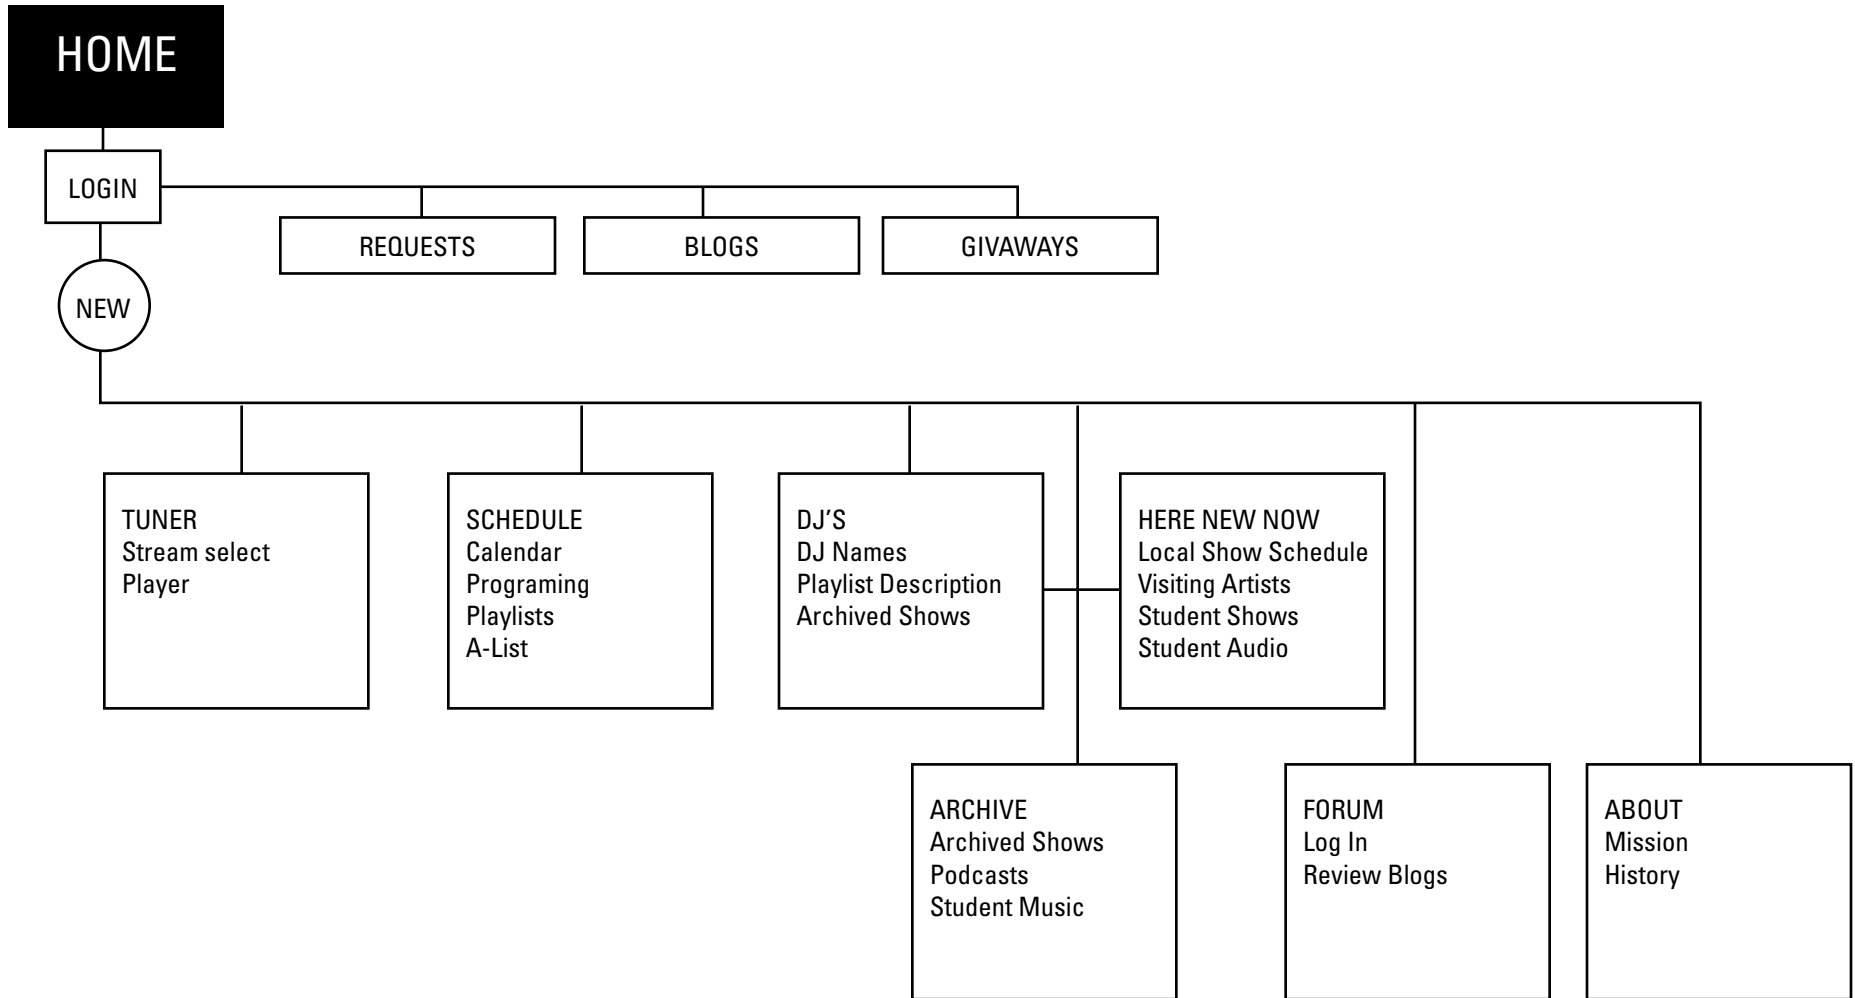 HOME
LOGIN
REQUESTS
BLOGS
GIVAWAYS
NEW
TUNER
Stream select
Player
SCHEDULE
Calendar
Programing
Playlists
A-List
DJ’S
DJ Names
Playlist Description
Archived Shows
HERE NEW NOW
Local Show Schedule
Visiting Artists
Student Shows
Student Audio
ARCHIVE
Archived Shows
Podcasts
Student Music
FORUM
Log In
Review Blogs
ABOUT
Mission
History